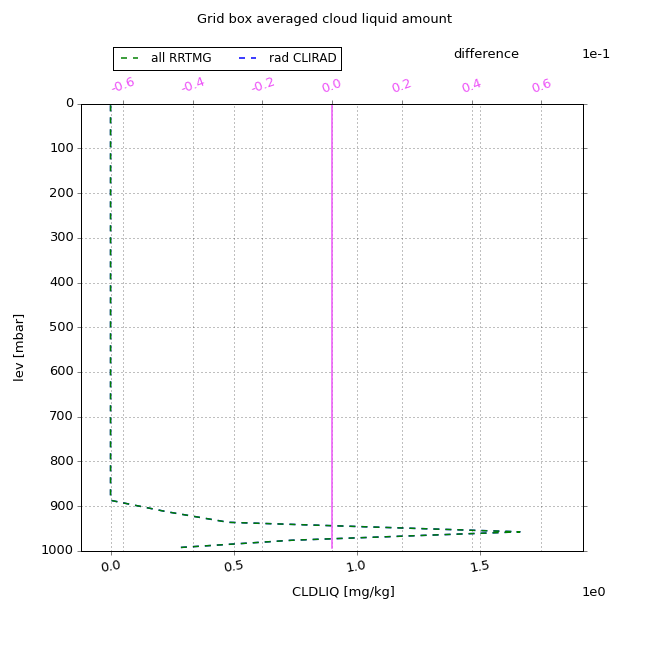 Grid box averaged cloud liquid amount
all RRTMG
rad CLIRAD
difference
1e-1
-0.6
-0.4
-0.2
0.0
0.2
0.4
0.6
0
100
200
300
400
500
600
700
800
900
1000
lev [mbar]
0.0
0.5
1.0
1.5
CLDLIQ [mg/kg]
1e0